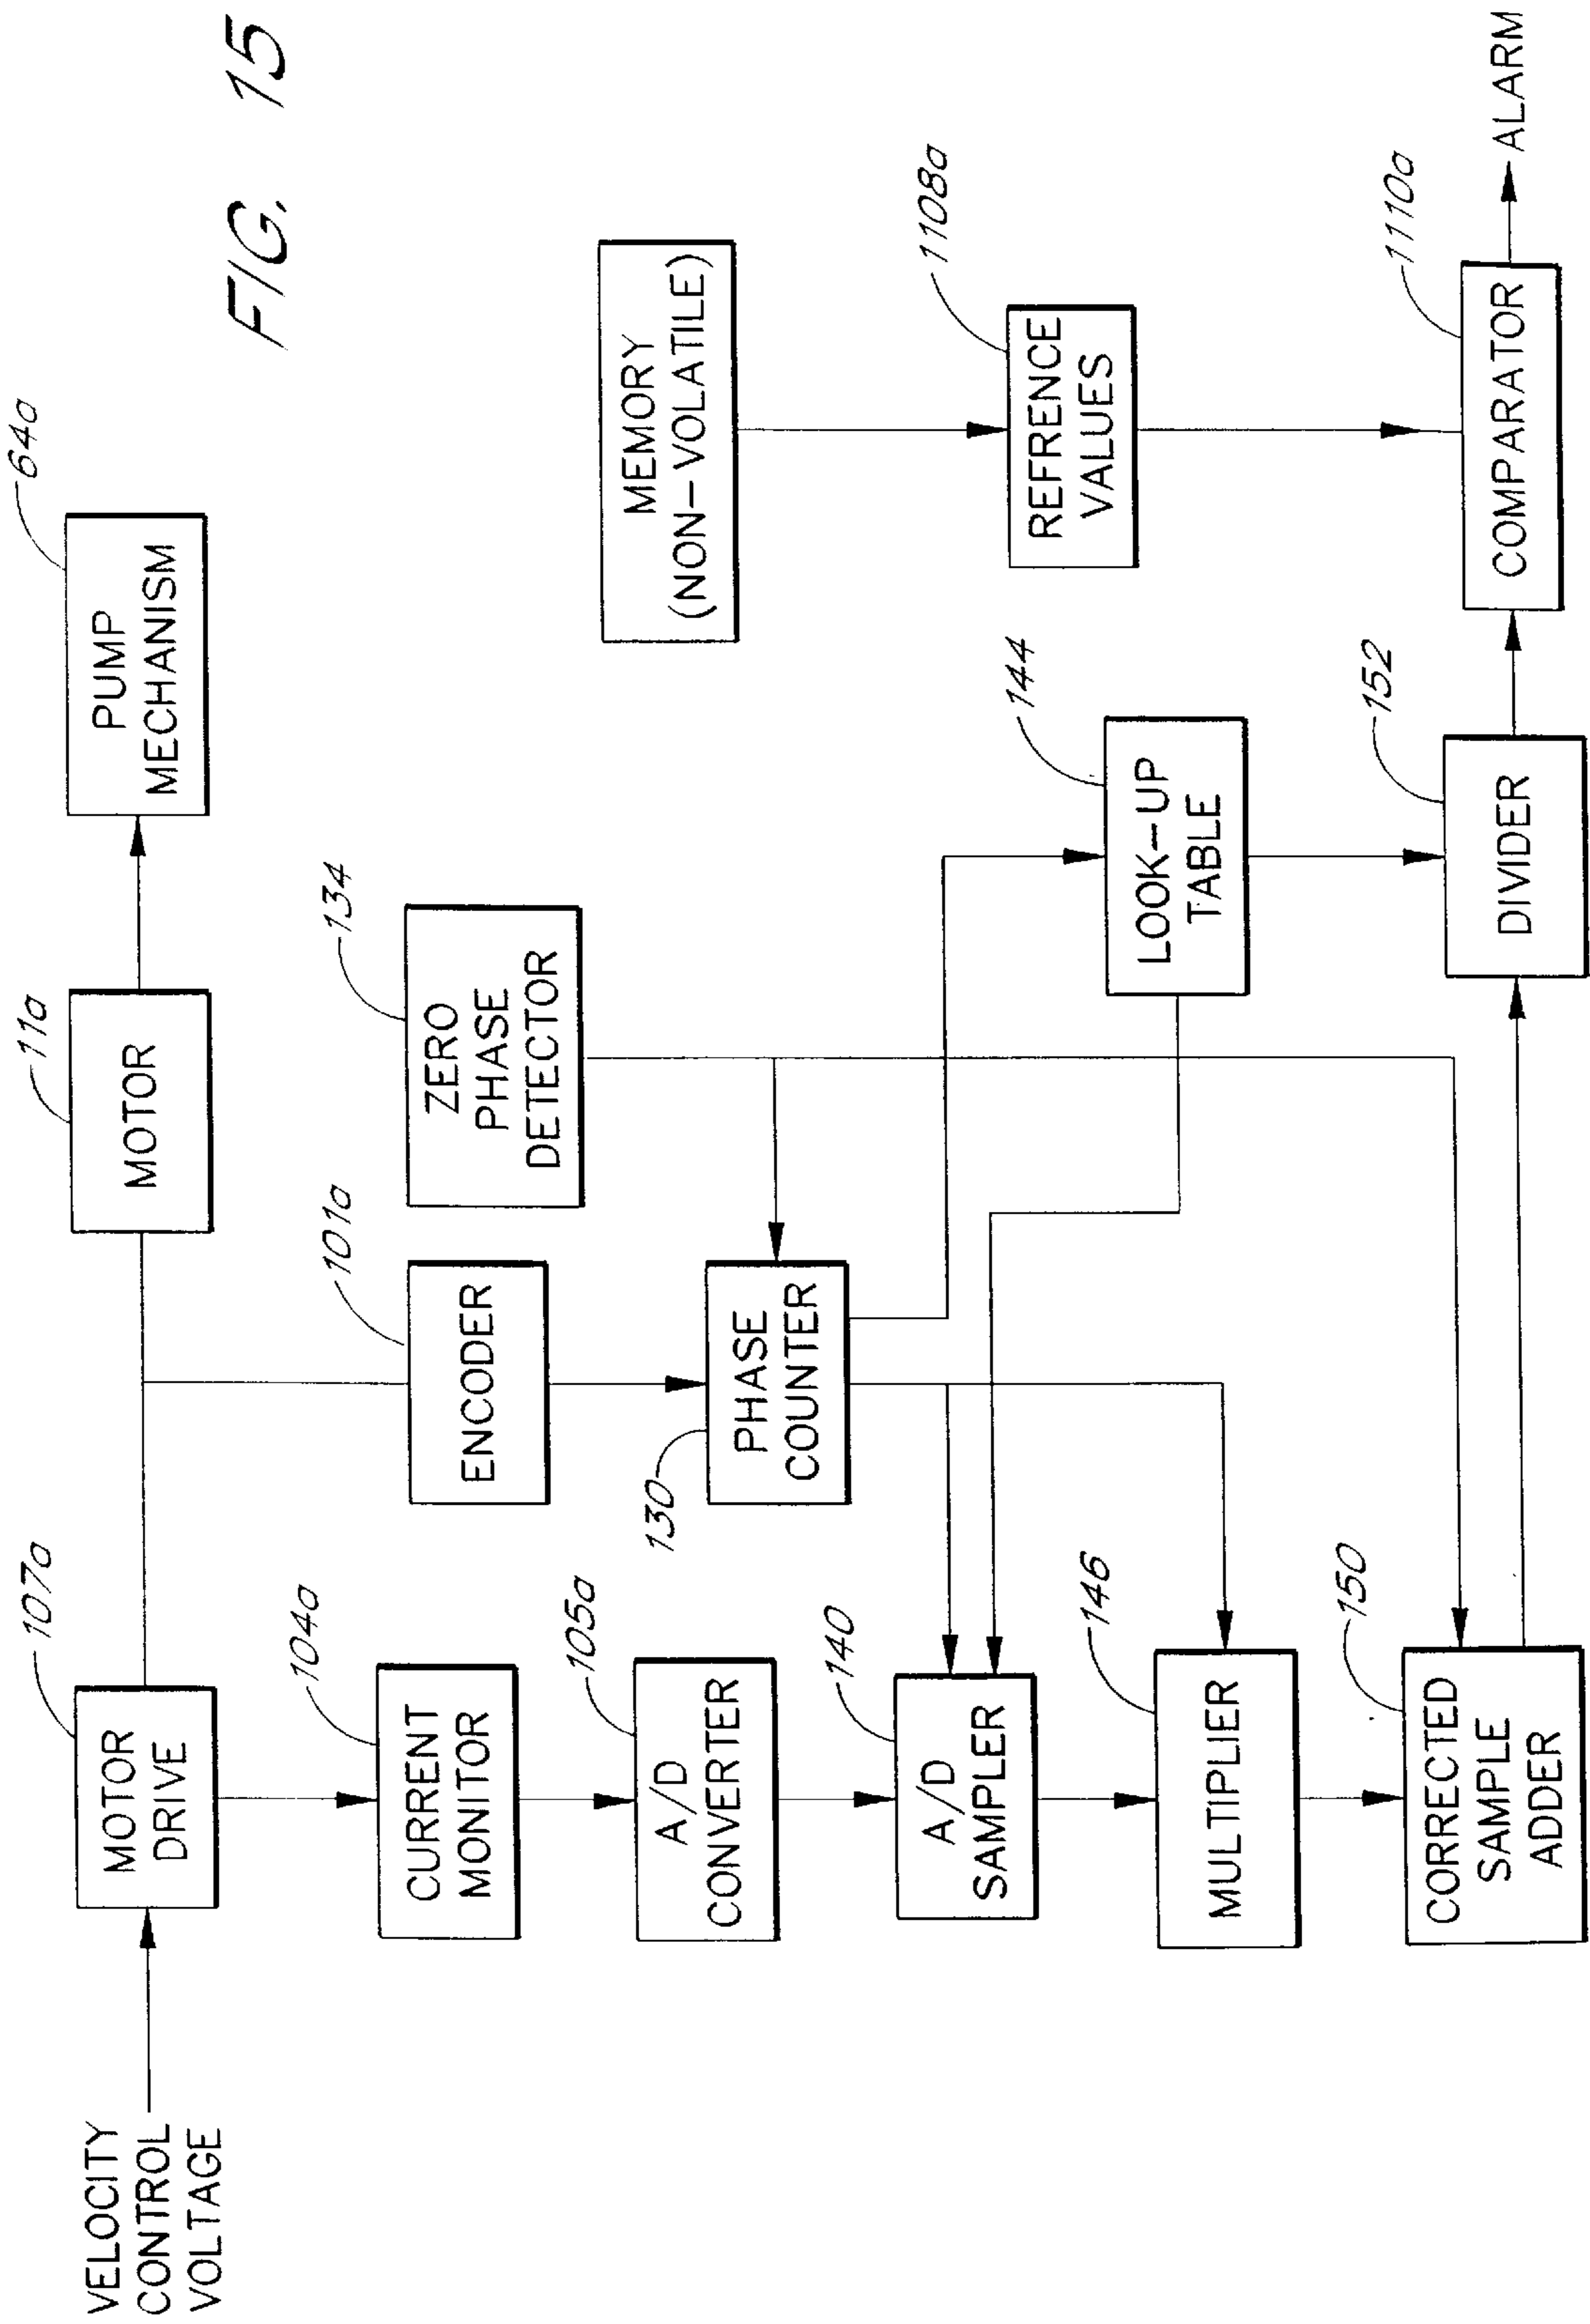 FIG. 15
VELOCITY
CONTROL
VOLTAGE
107a
MOTOR
DRIVE
11a
MOTOR
64a
PUMP
MECHANISM
104a
CURRENT
MONITOR
101a
ENCODER
134
ZERO
PHASE
DETECTOR
MEMORY
(NON-VOLATILE)
105a
A/D
CONVERTER
130
PHASE
COUNTER
1108a
REFRENCE
VALUES
140
A/D
SAMPLER
144
LOOK-UP
TABLE
146
MULTIPLIER
150
CORRECTED
SAMPLE
ADDER
152
DIVIDER
1110a
COMPARATOR
ALARM